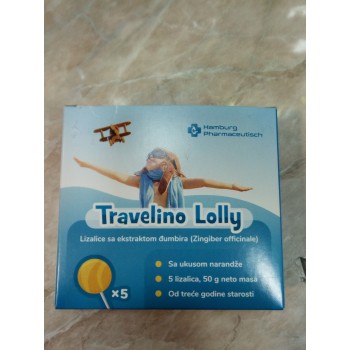 Hamburg
Pharmaceutisch
Travelino Lolly
Lizalice sa ekstraktom đumbira (Zingiber officinale)
Sa ukusom narandže
5 lizalica, 50 g neto masa
Od treće godine starosti
x5